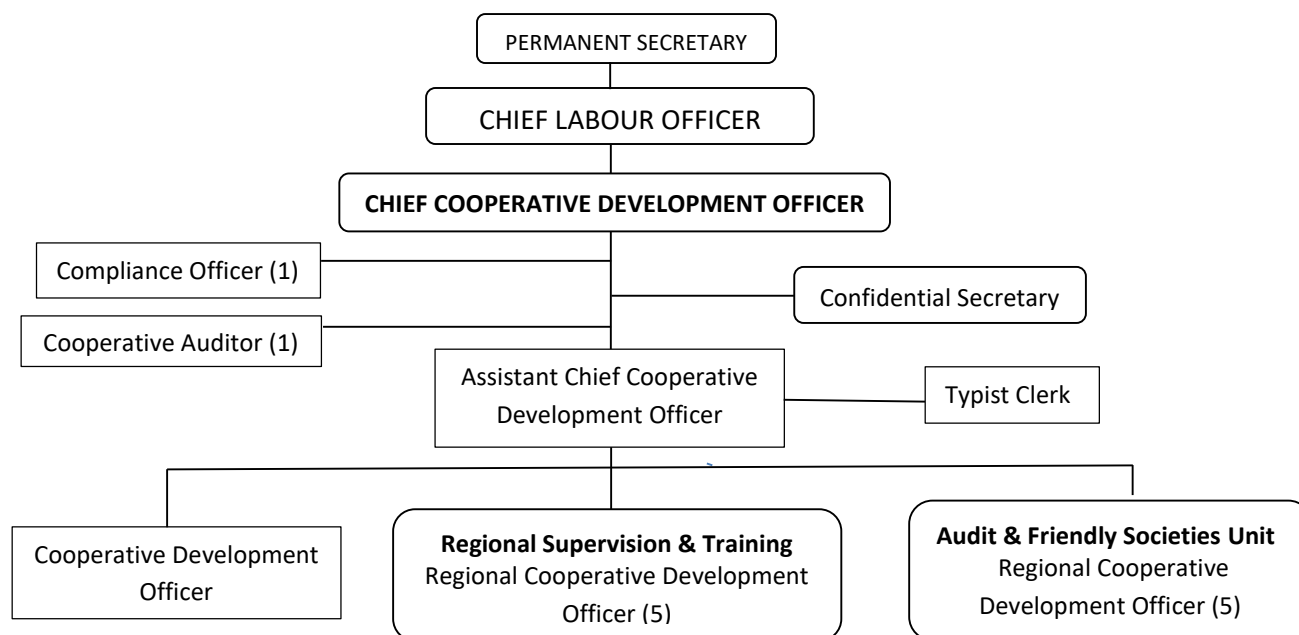 PERMANENT SECRETARY
CHIEF LABOUR OFFICER
CHIEF COOPERATIVE DEVELOPMENT OFFICER
Compliance Officer (1)
Confidential Secretary
Cooperative Auditor (1)
Assistant Chief Cooperative
Development Officer
Typist Clerk
Cooperative Development
Officer
Regional Supervision & Training
Regional Cooperative Development
Officer (5)
Audit & Friendly Societies Unit
Regional Cooperative
Development Officer (5)